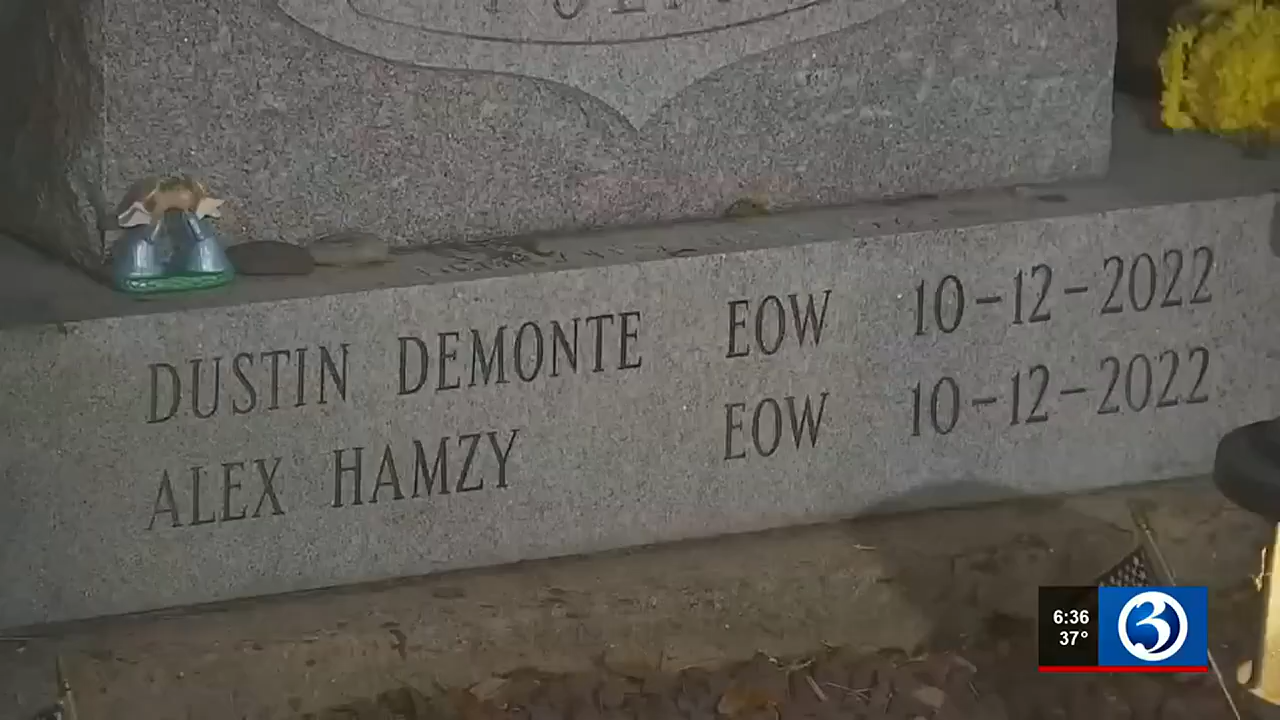 DUSTIN DEMONTE EOW 10-12-2022
ALEX HAMZY EOW 10-12-2022
6:36
37°
3